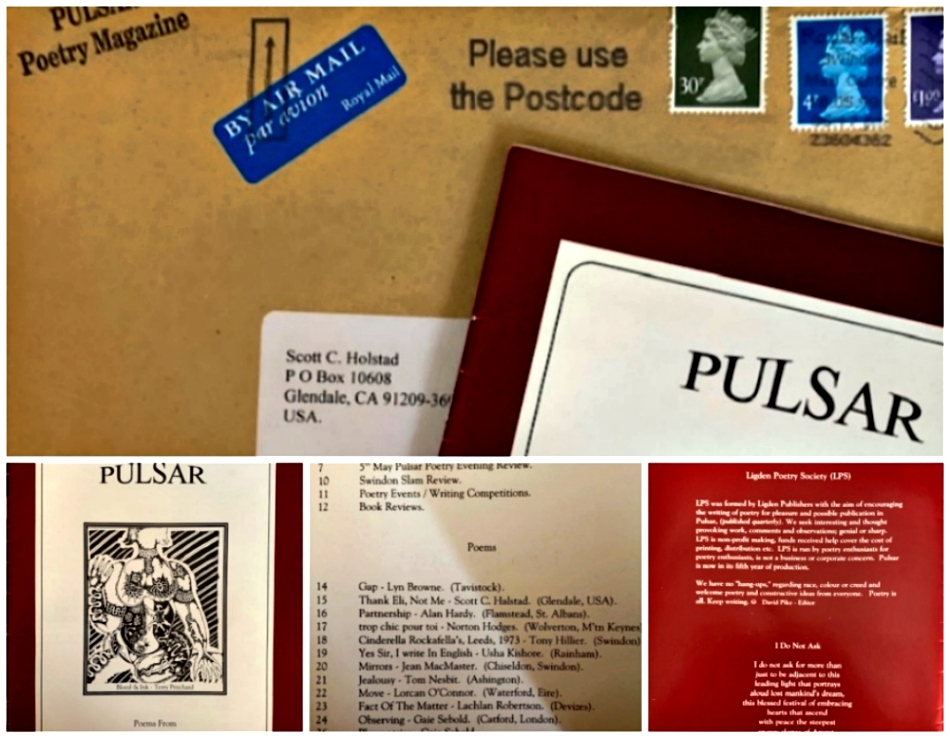 PULSAR
Poetry Magazine
BY AIR MAIL
par avion
Royal Mail
Please use
the Postcode
30P
23604362
Scott C. Holstad
P O Box 10608
Glendale, CA 91209-36
USA.
PULSAR
PULSAR
Blood & Ink - Tom Pritchard
Poems From
7 5th May Pulsar Poetry Evening Review.
10 Swindon Slam Review.
11 Poetry Events / Writing Competitions.
12 Book Reviews.
Poems
14 Gap - Lyn Browne. (Tavistock).
15 Thank Eli, Not Me - Scott C. Halstad. (Glendale, USA).
16 Partnership - Alan Hardy. (Flamstead, St. Albans).
17 trop chic pour toi - Norton Hodges. (Wolverton, M'tn Keynes)
18 Cinderella Rockafella's, Leeds, 1973 - Tony Hillier. (Swindon)
19 Yes Sir, I write In English - Usha Kishore. (Rainham).
20 Mirrors - Jean MacMaster. (Chiseldon, Swindon).
21 Jealousy - Tom Nesbit. (Ashington).
22 Move - Lorcan O'Connor. (Waterford, Eire).
23 Fact Of The Matter - Lachlan Robertson. (Devizes).
24 Observing - Gaie Sebold. (Catford, London).
Ligden Poetry Society (LPS)
LPS was formed by Ligden Publishers with the aim of encouraging
the writing of poetry for pleasure and possible publication in
Pulsar, (published quarterly). We seek interesting and thought
provoking work, comments and observations; genial or sharp.
LPS is non-profit making, funds received help cover the cost of
printing, distribution etc. LPS is run by poetry enthusiasts for
poetry enthusiasts, is not a business or corporate concern. Pulsar
is now in its fifth year of production.
We have no "hang-ups," regarding race, colour or creed and
welcome poetry and constructive ideas from everyone. Poetry is
all. Keep writing. © David Pike - Editor
I Do Not Ask
I do not ask for more than
just to be adjacent to this
leading light that portrays
aloud lost mankind's dream,
this blessed festival of embracing
hearts that ascend
with peace the steepest